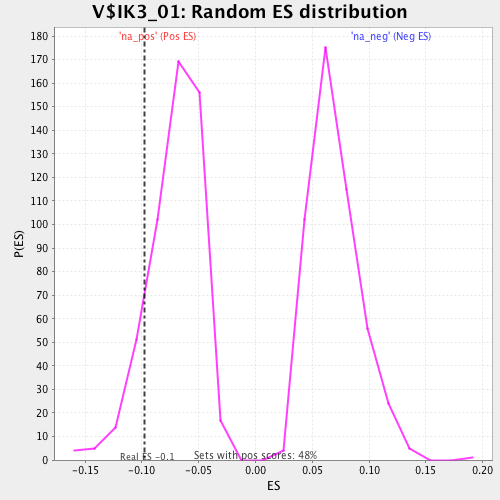 V$IK3_01: Random ES distribution
'na_pos' (Pos ES)
'na_neg' (Neg ES)
P(ES)
180
170
160
150
140
130
120
110
100
90
80
70
60
50
40
30
20
10
0
Real ES -0.1
Sets with pos scores: 48%
-0.15 -0.10 -0.05 0.00 0.05 0.10 0.15 0.20
ES